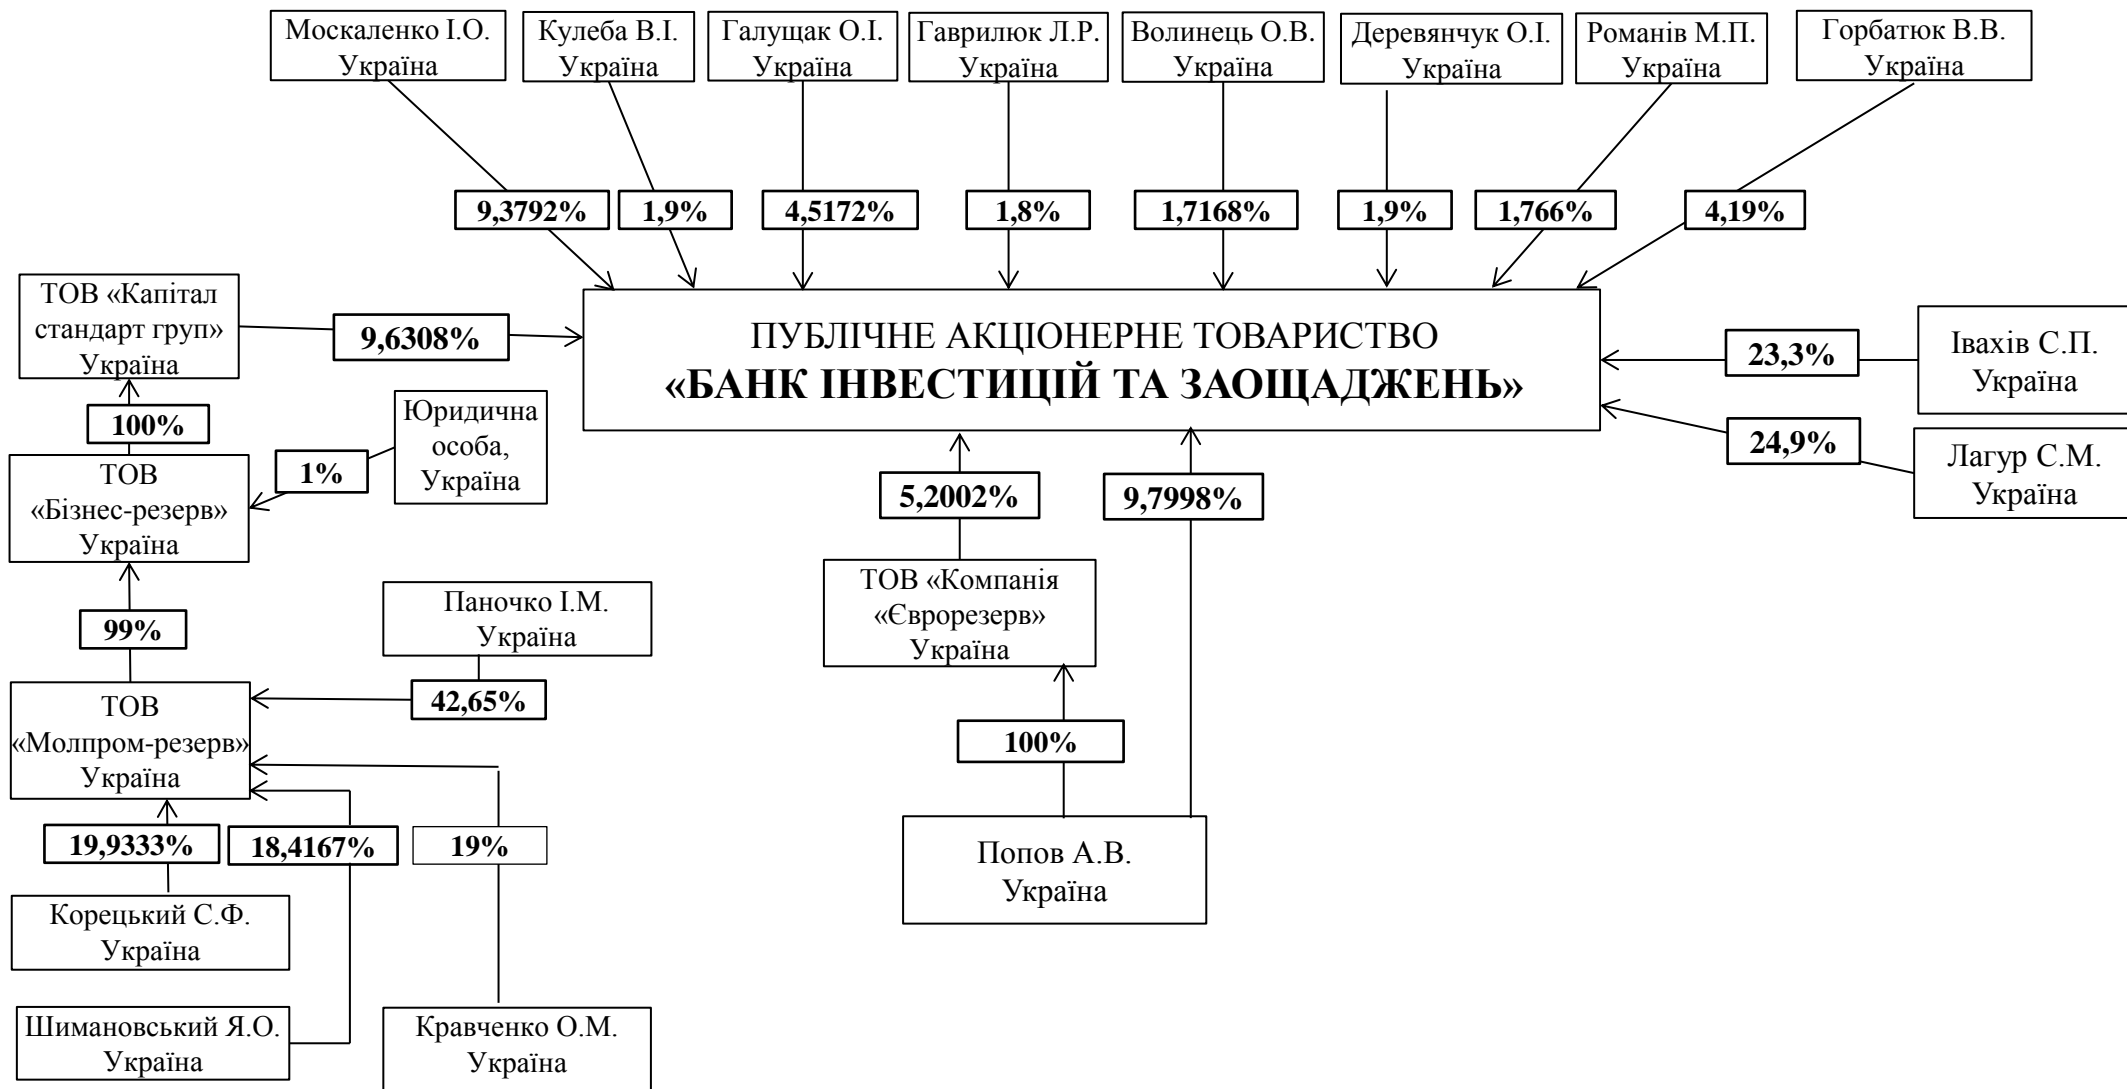 Москаленко І.О.
Україна
Кулеба В.І.
Україна
Галущак О.І.
Україна
Гаврилюк Л.Р.
Україна
Волинець О.В.
Україна
Деревянчук О.І.
Україна
Романів М.П.
Україна
Горбатюк В.В.
Україна
9,3792%
1,9%
4,5172%
1,8%
1,7168%
1,9%
1,766%
4,19%
ТОВ «Капітал
стандарт груп»
Україна
9,6308%
ПУБЛІЧНЕ АКЦІОНЕРНЕ ТОВАРИСТВО
«БАНК ІНВЕСТИЦІЙ ТА ЗАОЩАДЖЕНЬ»
23,3%
Івахів С.П.
Україна
24,9%
Лагур С.М.
Україна
100%
Юридична
особа,
Україна
1%
ТОВ
«Бізнес-резерв»
Україна
5,2002%
9,7998%
ТОВ «Компанія
«Єврорезерв»
Україна
99%
Паночко І.М.
Україна
42,65%
ТОВ
«Молпром-резерв»
Україна
100%
19,9333%
18,4167%
19%
Попов А.В.
Україна
Корецький С.Ф.
Україна
Шимановський Я.О.
Україна
Кравченко О.М.
Україна